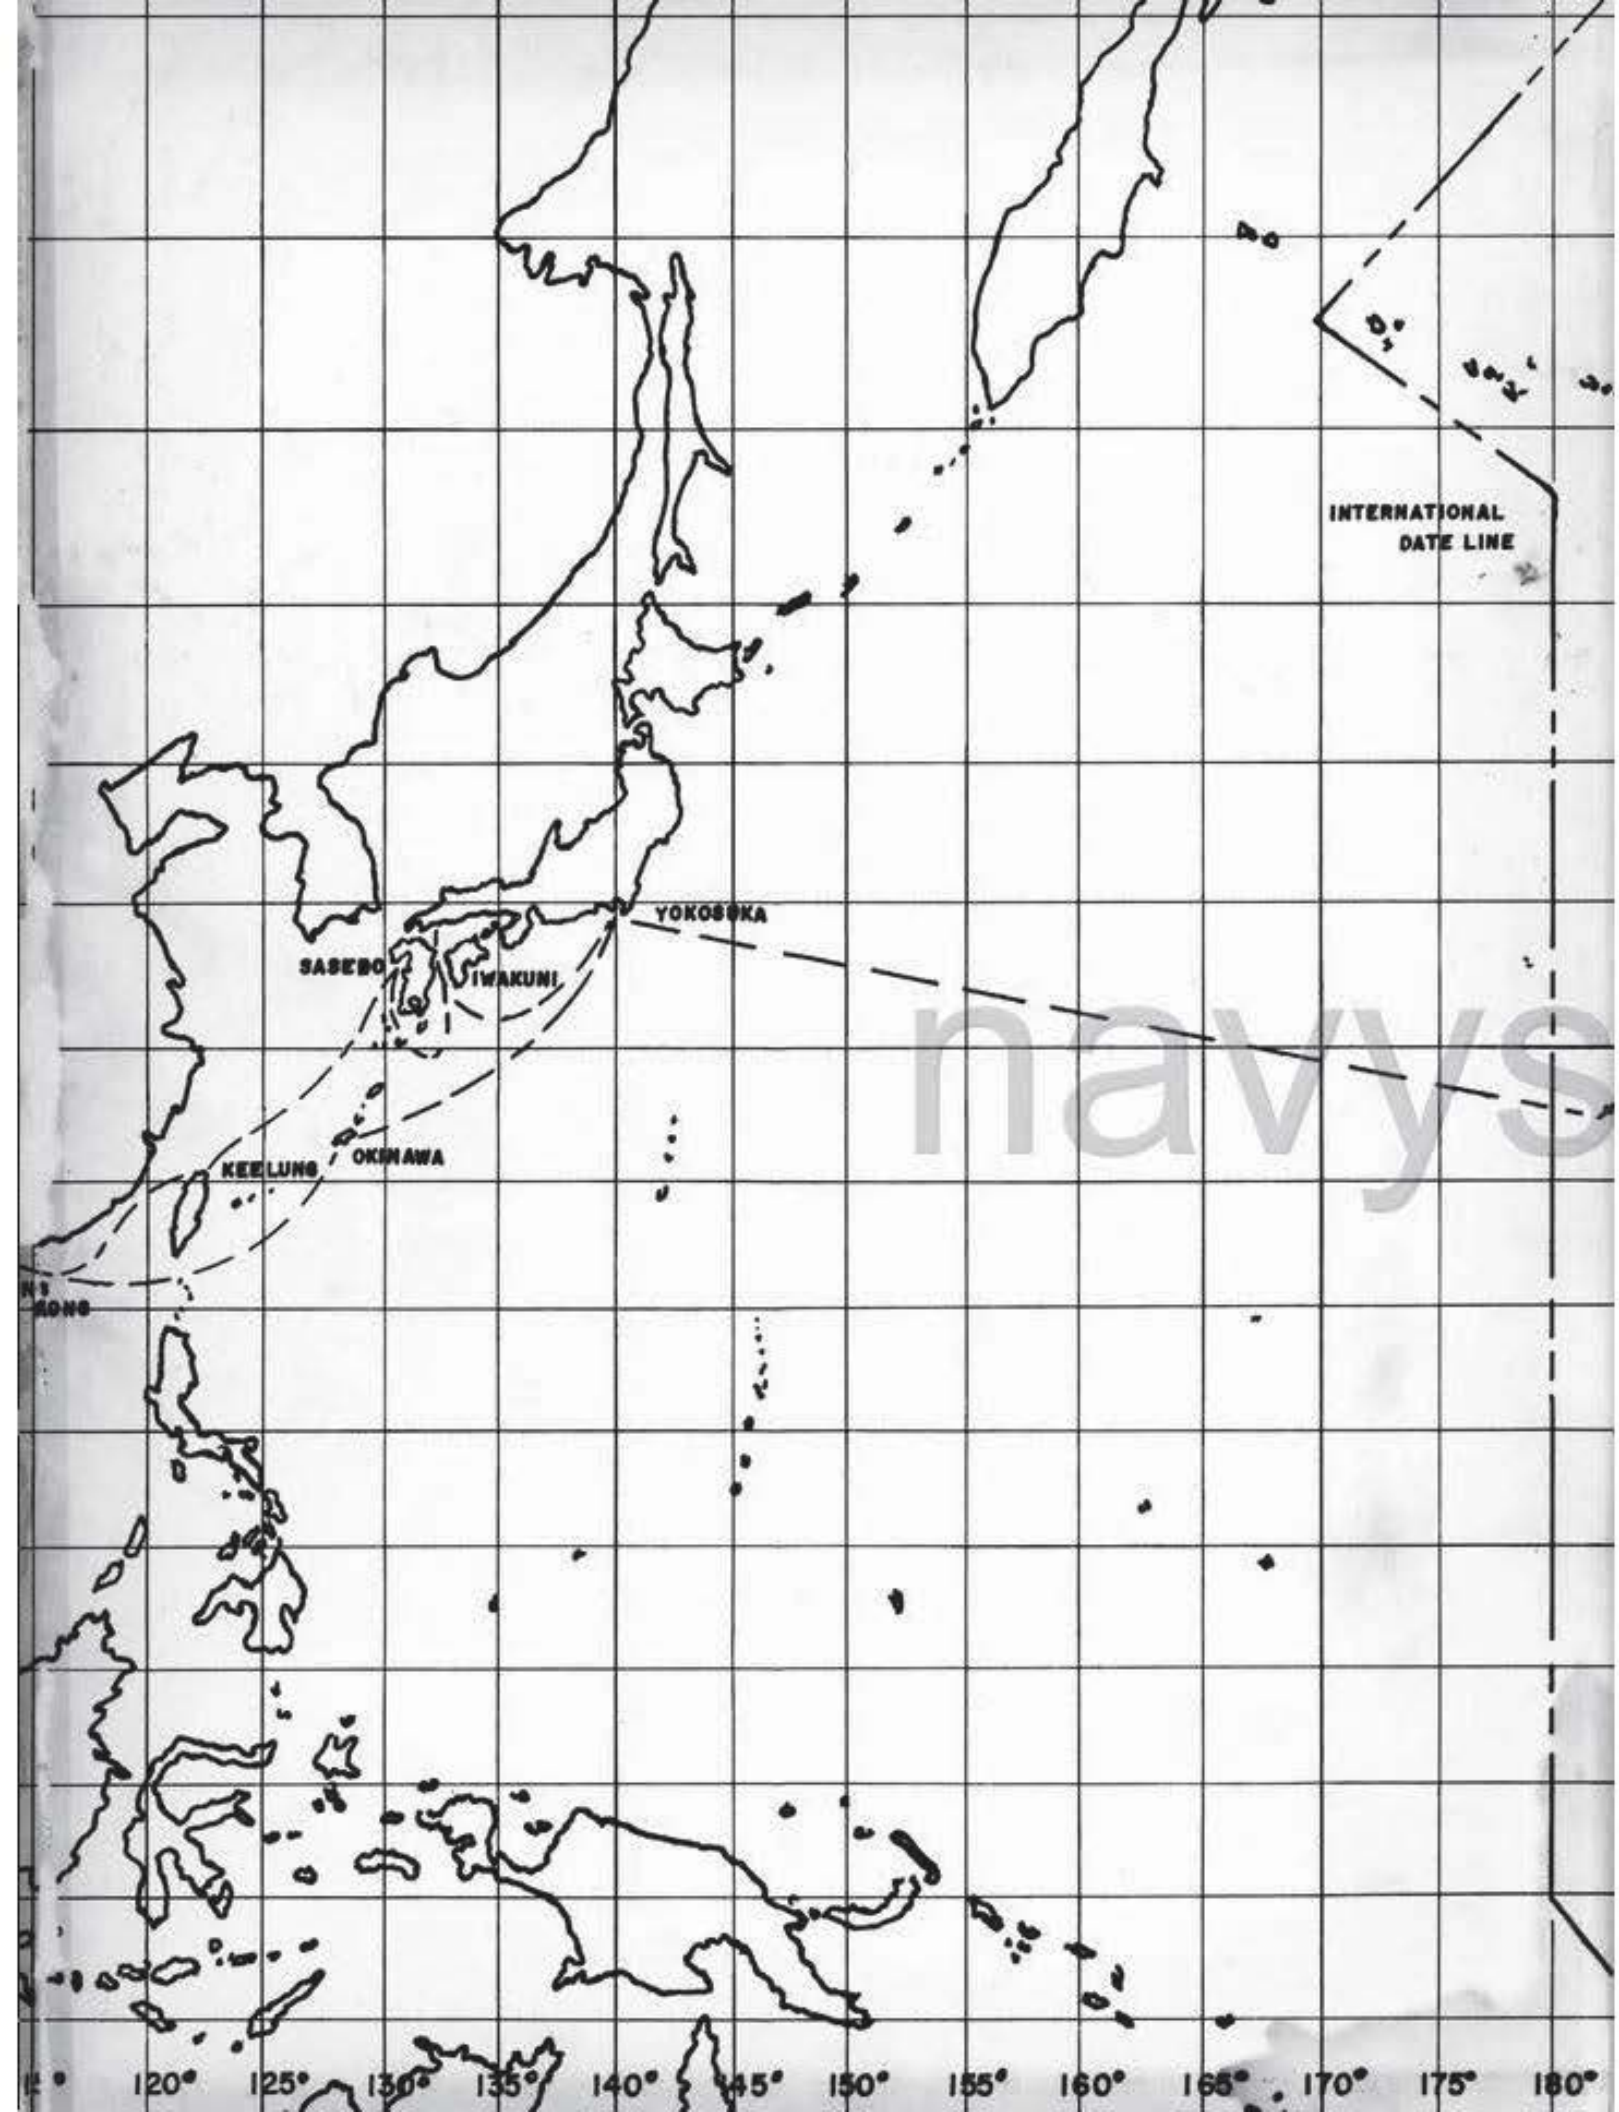 INTERNATIONAL
DATE LINE
YOKOSUKA
SASEBO
IWAKUNI
navys
OKINAWA
KEELUNG
KONG
120° 125° 130° 135° 140° 145° 150° 155° 160° 165° 170° 175° 180°